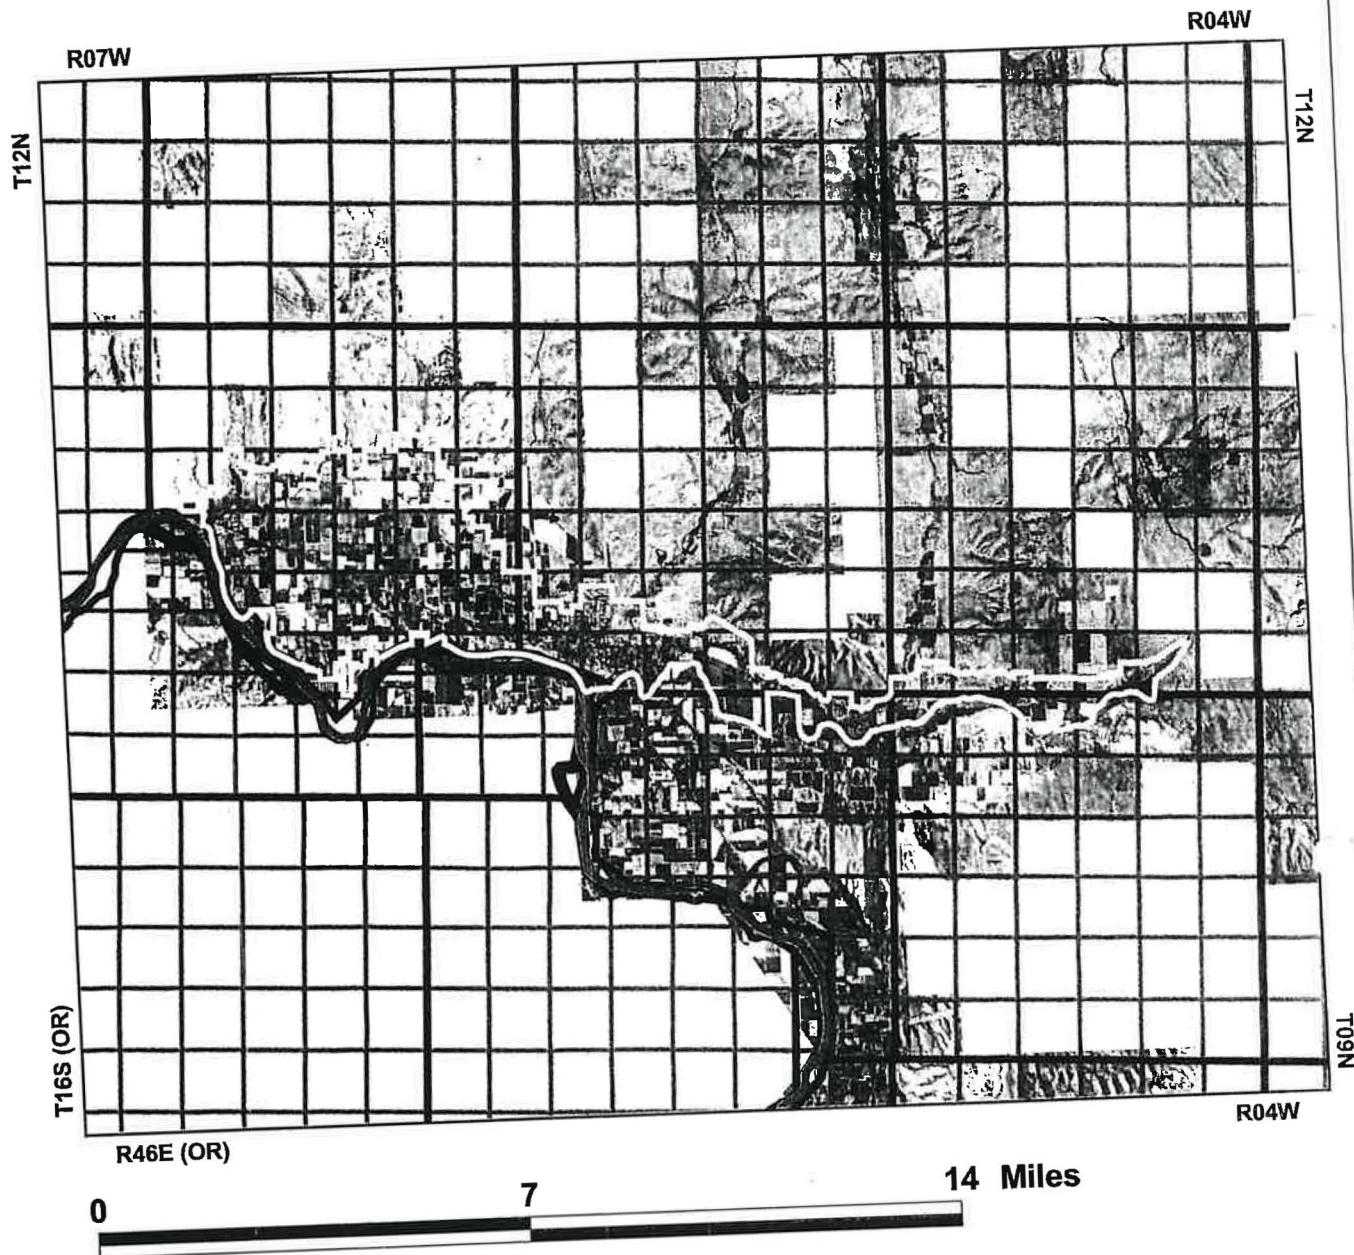 R07W
R04W
T12N
T12N
T16S (OR)
T09N
R46E (OR)
R04W
0
7
14 Miles